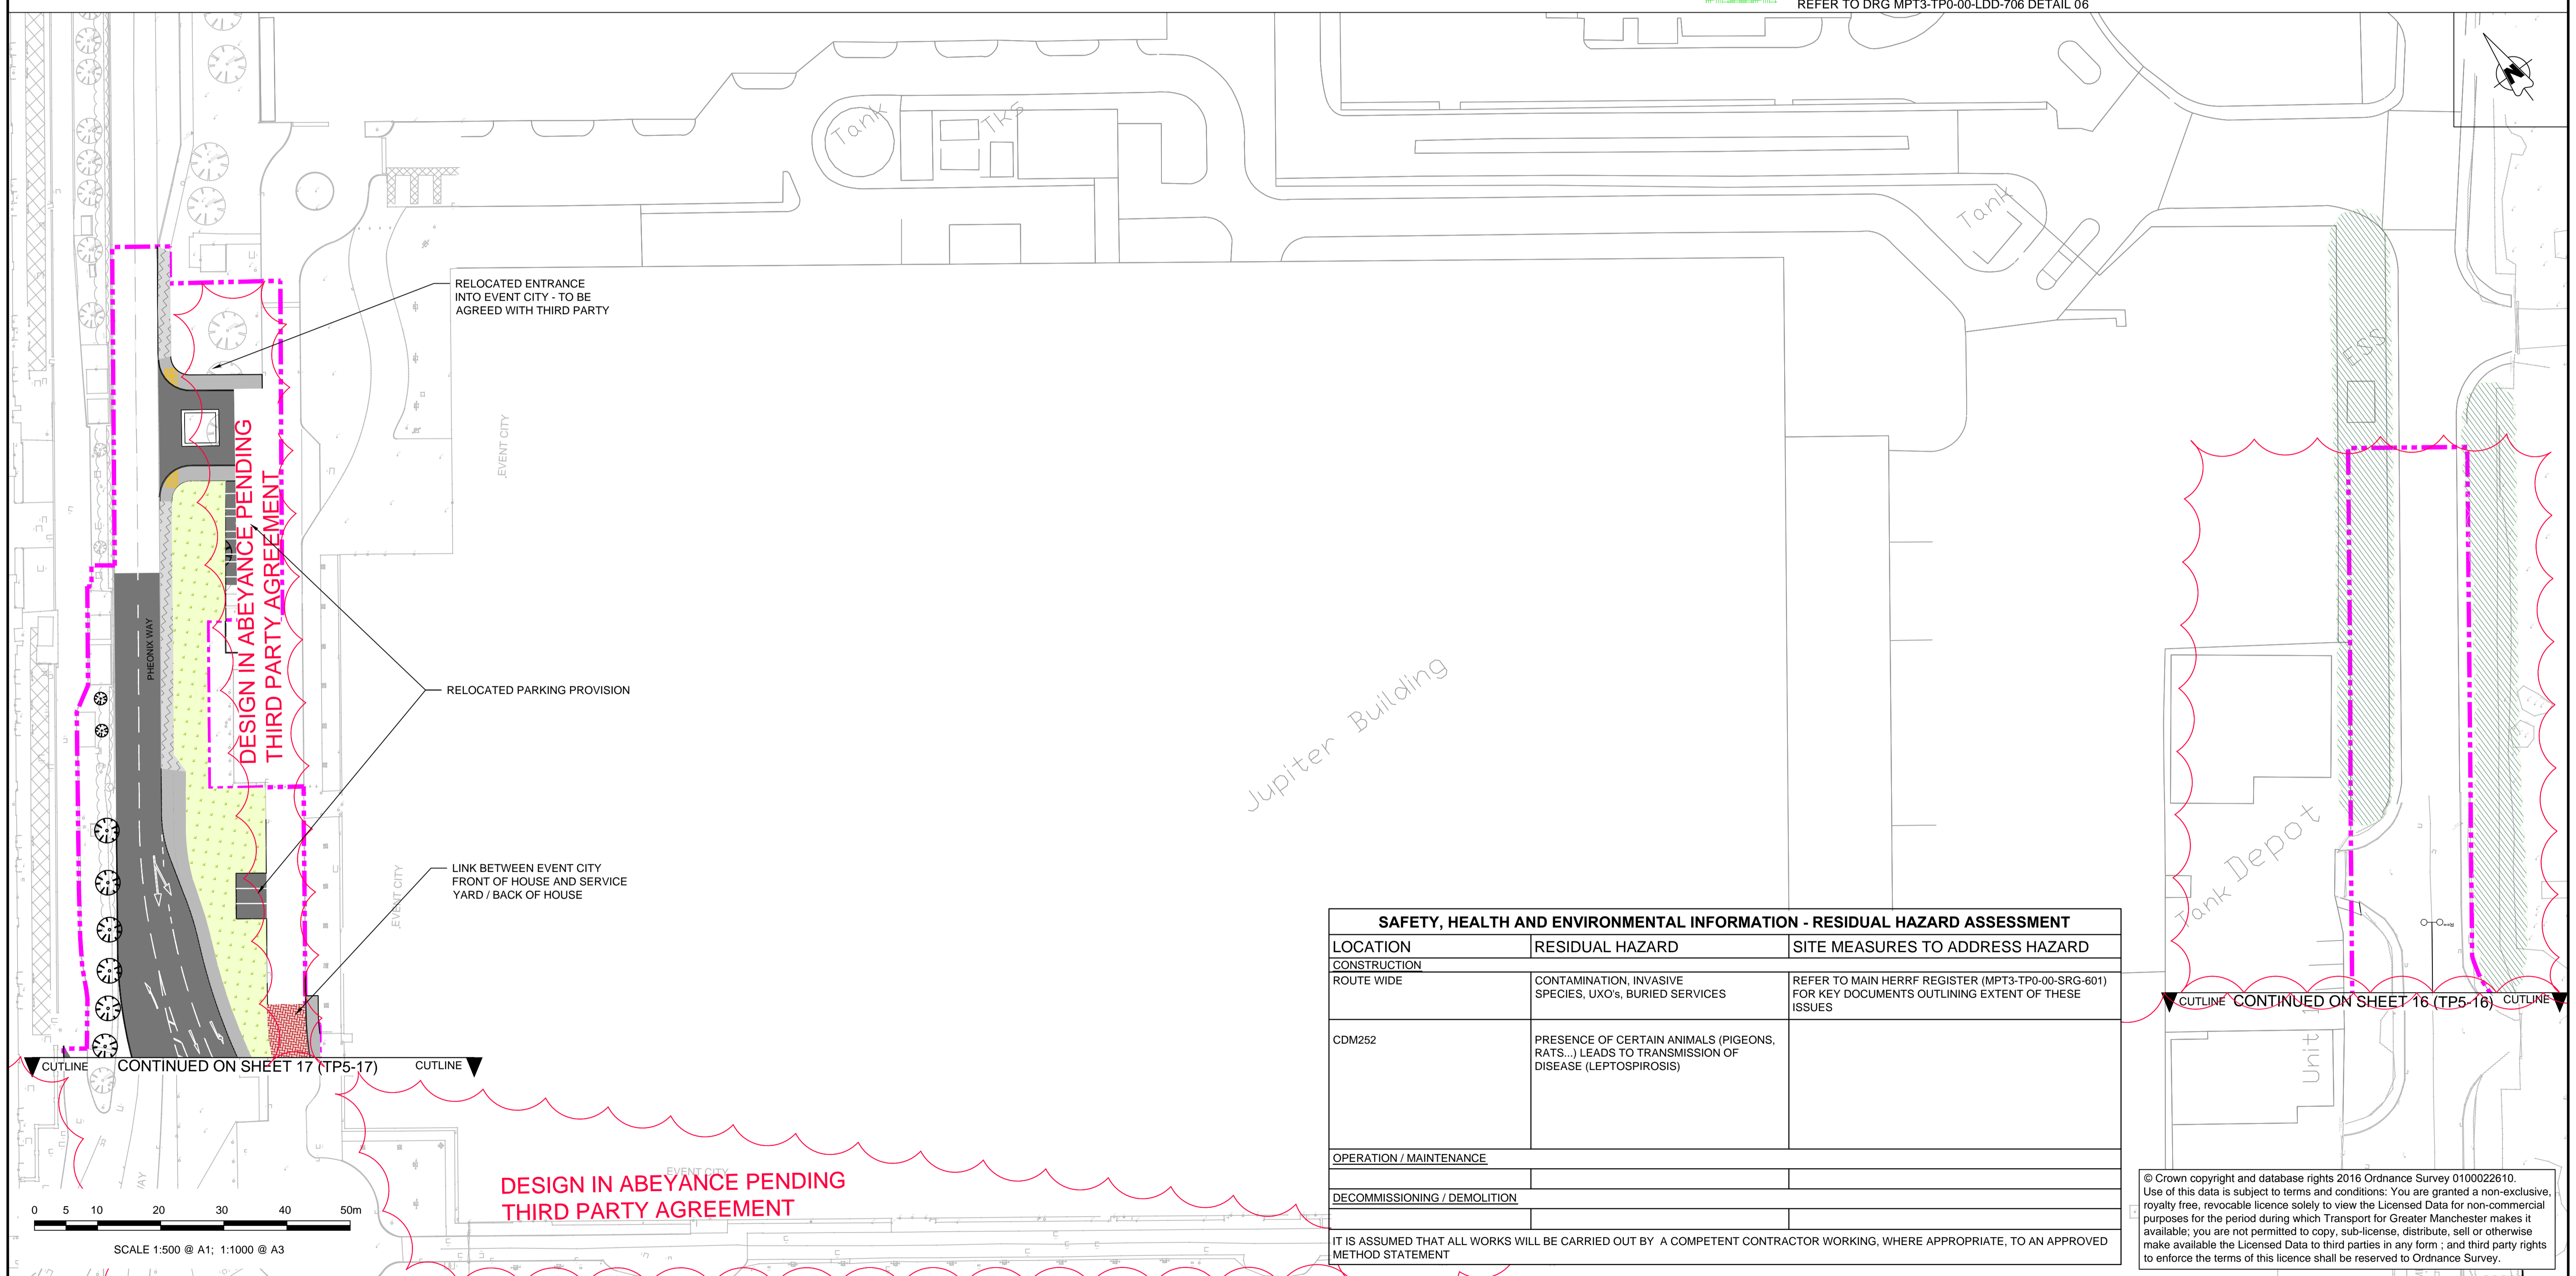 REFER TO DRG MPT3-TP0-00-LDD-706 DETAIL 06
N
Tank
Tks
Tank
RELOCATED ENTRANCE
INTO EVENT CITY - TO BE
AGREED WITH THIRD PARTY
ESS
EVENT CITY
DESIGN IN ABEYANCE PENDING
THIRD PARTY AGREEMENT
PHEONIX WAY
RELOCATED PARKING PROVISION
Jupiter Building
LINK BETWEEN EVENT CITY
FRONT OF HOUSE AND SERVICE
YARD / BACK OF HOUSE
EVENT CITY
Tank Depot
SAFETY, HEALTH AND ENVIRONMENTAL INFORMATION - RESIDUAL HAZARD ASSESSMENT
LOCATION RESIDUAL HAZARD SITE MEASURES TO ADDRESS HAZARD
CONSTRUCTION
ROUTE WIDE CONTAMINATION, INVASIVE REFER TO MAIN HERRF REGISTER (MPT3-TP0-00-SRG-601)
SPECIES, UXO's, BURIED SERVICES FOR KEY DOCUMENTS OUTLINING EXTENT OF THESE
ISSUES
CDM252 PRESENCE OF CERTAIN ANIMALS (PIGEONS,
RATS...) LEADS TO TRANSMISSION OF
DISEASE (LEPTOSPIROSIS)
OPERATION / MAINTENANCE
DECOMMISSIONING / DEMOLITION
IT IS ASSUMED THAT ALL WORKS WILL BE CARRIED OUT BY A COMPETENT CONTRACTOR WORKING, WHERE APPROPRIATE, TO AN APPROVED
METHOD STATEMENT
CUTLINE CONTINUED ON SHEET 16 (TP5-16) CUTLINE
Unit 1
CUTLINE CONTINUED ON SHEET 17 (TP5-17) CUTLINE
WAY
EVENT CITY
DESIGN IN ABEYANCE PENDING
THIRD PARTY AGREEMENT
0 5 10 20 30 40 50m
SCALE 1:500 @ A1; 1:1000 @ A3
© Crown copyright and database rights 2016 Ordnance Survey 0100022610.
Use of this data is subject to terms and conditions: You are granted a non-exclusive,
royalty free, revocable licence solely to view the Licensed Data for non-commercial
purposes for the period during which Transport for Greater Manchester makes it
available; you are not permitted to copy, sub-license, distribute, sell or otherwise
make available the Licensed Data to third parties in any form ; and third party rights
to enforce the terms of this licence shall be reserved to Ordnance Survey.